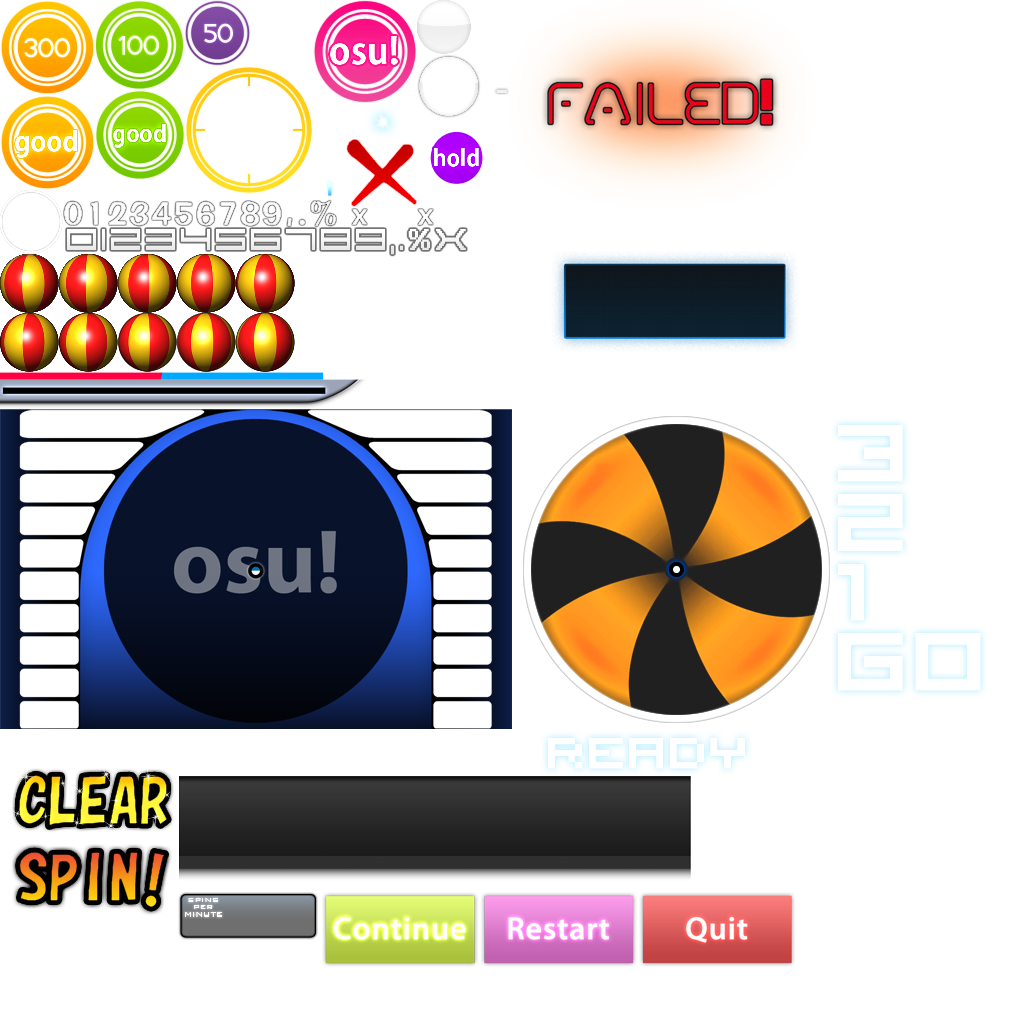 300
100
50
osu!
good
good
hold
FAILED!
0123456789,.%x x
0123456789,.%X
osu!
3
2
1
GO
READY
CLEAR
SPIN!
SPINS
PER
MINUTE
Continue
Restart
Quit